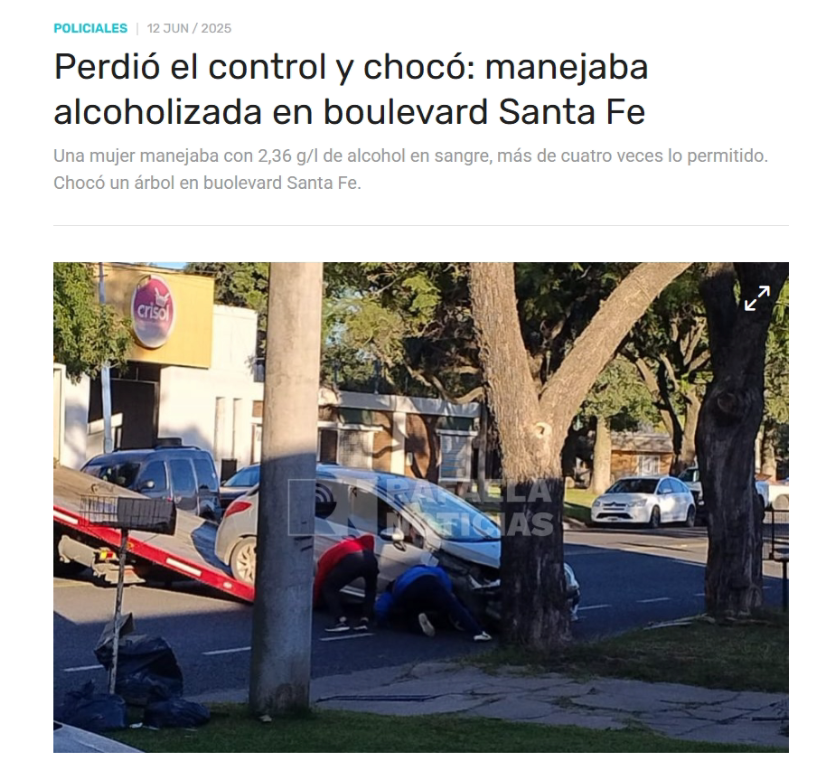 POLICIALES | 12 JUN / 2025
Perdió el control y chocó: manejaba
alcoholizada en boulevard Santa Fe
Una mujer manejaba con 2,36 g/l de alcohol en sangre, más de cuatro veces lo permitido.
Chocó un árbol en buolevard Santa Fe.
crisol
RAFAELA
NOTICIAS